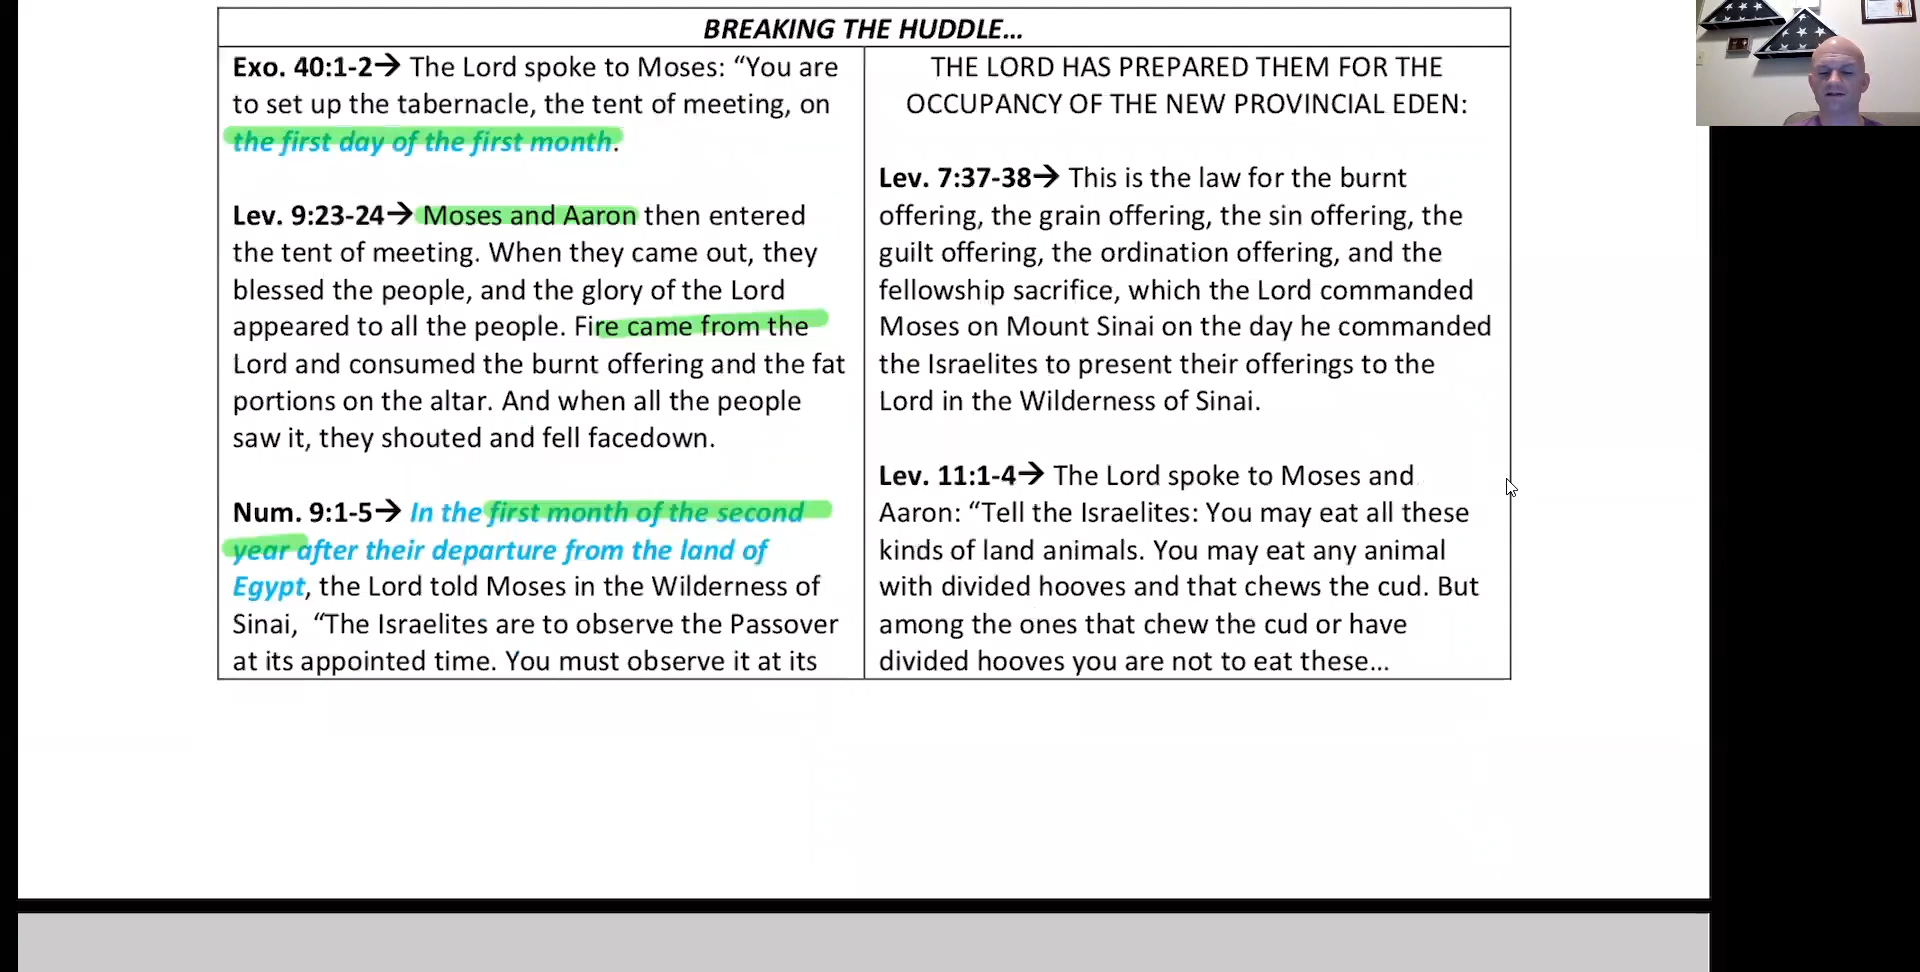 BREAKING THE HUDDLE...
Exo. 40:1-2→ The Lord spoke to Moses: “You are
to set up the tabernacle, the tent of meeting, on
the first day of the first month.
Lev. 9:23-24→ Moses and Aaron then entered
the tent of meeting. When they came out, they
blessed the people, and the glory of the Lord
appeared to all the people. Fire came from the
Lord and consumed the burnt offering and the fat
portions on the altar. And when all the people
saw it, they shouted and fell facedown.
Num. 9:1-5→ In the first month of the second
year after their departure from the land of
Egypt, the Lord told Moses in the Wilderness of
Sinai,  “The Israelites are to observe the Passover
at its appointed time. You must observe it at its
THE LORD HAS PREPARED THEM FOR THE
OCCUPANCY OF THE NEW PROVINCIAL EDEN:
Lev. 7:37-38→ This is the law for the burnt
offering, the grain offering, the sin offering, the
guilt offering, the ordination offering, and the
fellowship sacrifice, which the Lord commanded
Moses on Mount Sinai on the day he commanded
the Israelites to present their offerings to the
Lord in the Wilderness of Sinai.
Lev. 11:1-4→ The Lord spoke to Moses and
Aaron: “Tell the Israelites: You may eat all these
kinds of land animals. You may eat any animal
with divided hooves and that chews the cud. But
among the ones that chew the cud or have
divided hooves you are not to eat these...